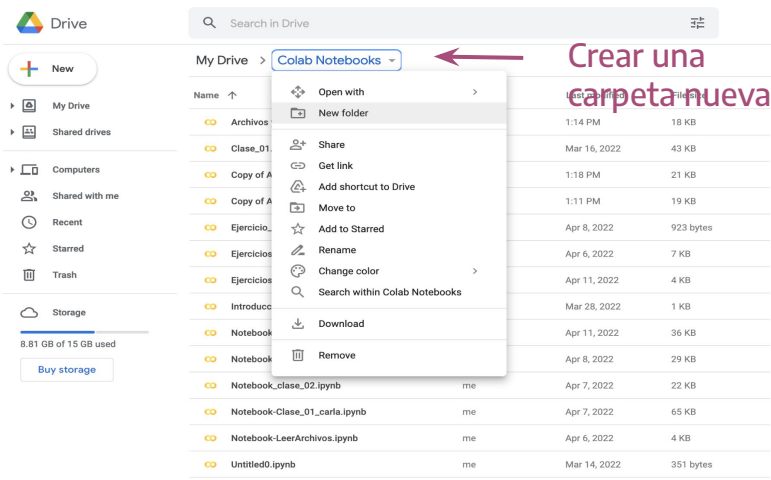 Drive
Search in Drive
New
My Drive
Shared drives
Computers
Shared with me
Recent
Starred
Trash
Storage
8.81 GB of 15 GB used
Buy storage
My Drive > Colab Notebooks
Crear una
carpeta nueva
Name Last modified File size
Open with
New folder
Share
Get link
Add shortcut to Drive
Move to
Add to Starred
Rename
Change color
Search within Colab Notebooks
Download
Remove
Archivos 1:14 PM 18 KB
Clase_01. Mar 16, 2022 43 KB
Copy of A 1:18 PM 21 KB
Copy of A 1:11 PM 19 KB
Ejercicio_ Apr 8, 2022 923 bytes
Ejercicios Apr 6, 2022 7 KB
Ejercicios Apr 11, 2022 4 KB
Introducc Mar 28, 2022 1 KB
Notebook Apr 11, 2022 36 KB
Notebook Apr 8, 2022 29 KB
Notebook_clase_02.ipynb me Apr 7, 2022 22 KB
Notebook-Clase_01_carla.ipynb me Apr 7, 2022 65 KB
Notebook-LeerArchivos.ipynb me Apr 6, 2022 4 KB
Untitled0.ipynb me Mar 14, 2022 351 bytes